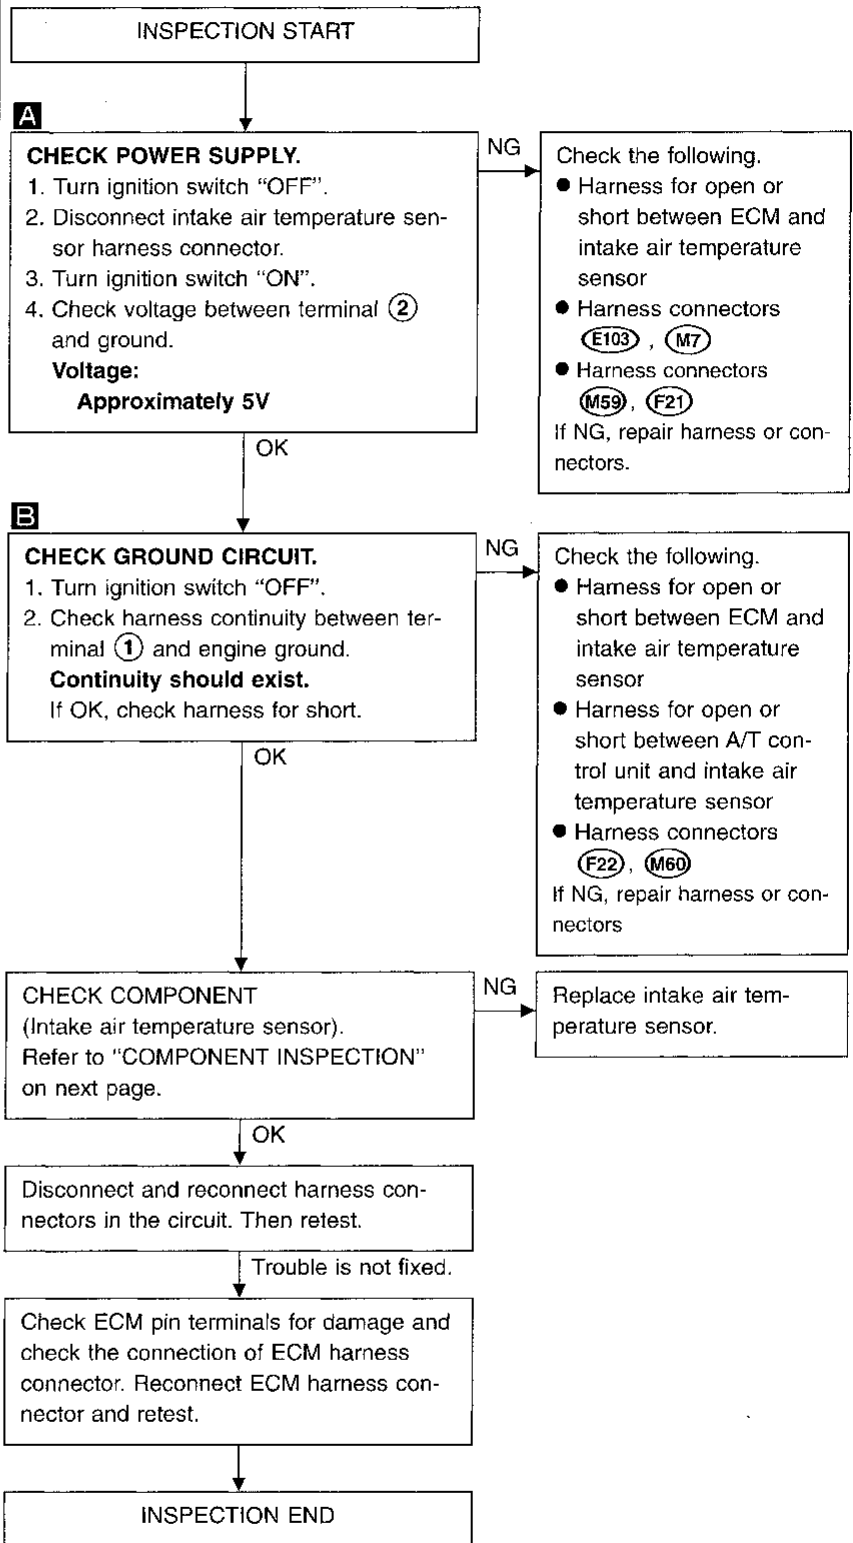 INSPECTION START
A
CHECK POWER SUPPLY.
1. Turn ignition switch “OFF”.
2. Disconnect intake air temperature sen-
sor harness connector.
3. Turn ignition switch “ON”.
4. Check voltage between terminal ②
and ground.
Voltage:
Approximately 5V
NG
Check the following.
● Harness for open or
short between ECM and
intake air temperature
sensor
● Harness connectors
E103 , M7
● Harness connectors
M59 , F21
If NG, repair harness or con-
nectors.
OK
B
CHECK GROUND CIRCUIT.
1. Turn ignition switch “OFF”.
2. Check harness continuity between ter-
minal ① and engine ground.
Continuity should exist.
If OK, check harness for short.
NG
Check the following.
● Harness for open or
short between ECM and
intake air temperature
sensor
● Harness for open or
short between A/T con-
trol unit and intake air
temperature sensor
● Harness connectors
F22 , M60
If NG, repair harness or con-
nectors
OK
CHECK COMPONENT
(Intake air temperature sensor).
Refer to “COMPONENT INSPECTION”
on next page.
NG
Replace intake air tem-
perature sensor.
OK
Disconnect and reconnect harness con-
nectors in the circuit. Then retest.
Trouble is not fixed.
Check ECM pin terminals for damage and
check the connection of ECM harness
connector. Reconnect ECM harness con-
nector and retest.
INSPECTION END